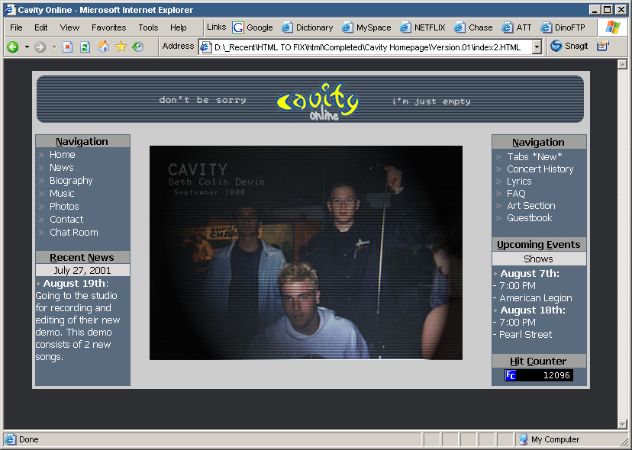 Cavity Online - Microsoft Internet Explorer
File Edit View Favorites Tools Help Links Google Dictionary MySpace NETFLIX Chase ATT DinoFTP
Back Address D:\_Recent\HTML TO FIX\html\Completed\Cavity Homepage\Version.01\index2.HTML SnagIt
don't be sorry
cavity
online
i'm just empty
Navigation
» Home
» News
» Biography
» Music
» Photos
» Contact
» Chat Room
Recent News
July 27, 2001
• August 19th:
Going to the studio
for recording and
editing of their new
demo. This demo
consists of 2 new
songs.
CAVITY
Seth Colin Devin
September 2000
SUPER
CHAN
Navigation
» Tabs *New*
» Concert History
» Lyrics
» FAQ
» Art Section
» Guestbook
Upcoming Events
Shows
• August 7th:
- 7:00 PM
- American Legion
• August 18th:
- 7:00 PM
- Pearl Street
Hit Counter
FC 12096
Done
My Computer